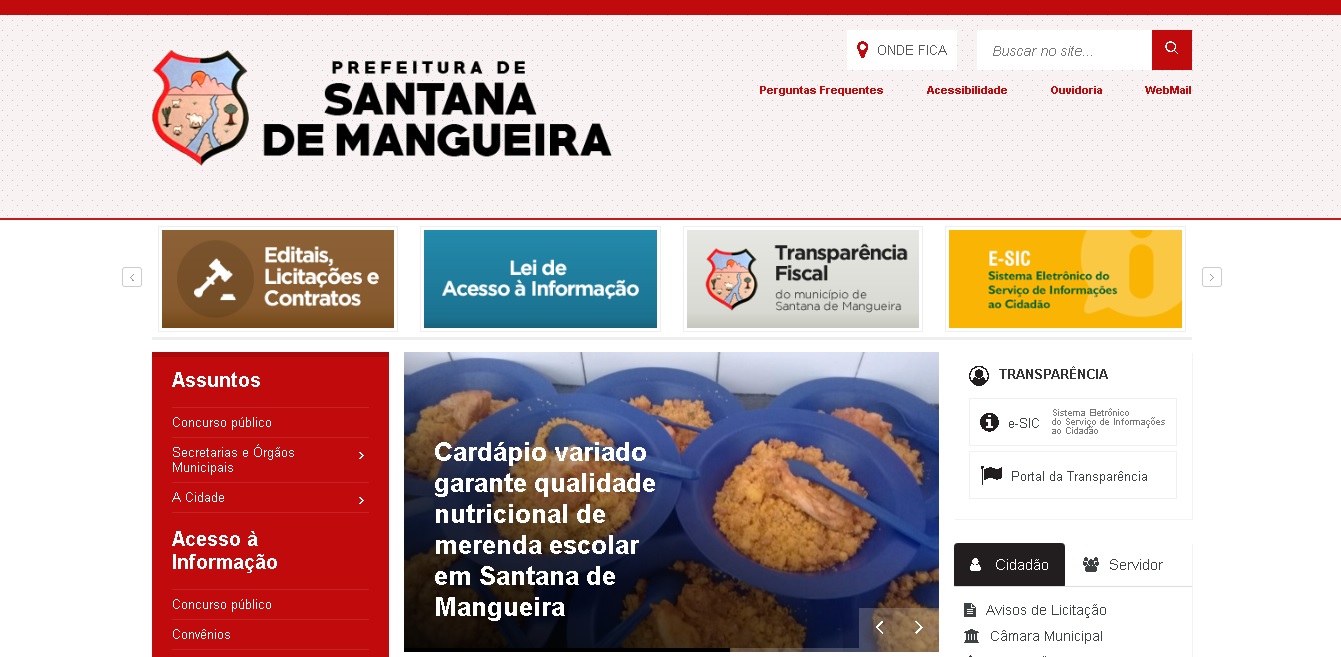 ONDE FICA
Buscar no site...
Perguntas Frequentes
Acessibilidade
Ouvidoria
WebMail
PREFEITURA DE
SANTANA
DE MANGUEIRA
Editais,
Licitações e
Contratos
Lei de
Acesso à Informação
Transparência
Fiscal
do município de
Santana de Mangueira
E-SIC
Sistema Eletrônico do
Serviço de Informações
ao Cidadão
Assuntos
Concurso público
Secretarias e Órgãos
Municipais
A Cidade
Acesso à
Informação
Concurso público
Convênios
Cardápio variado
garante qualidade
nutricional de
merenda escolar
em Santana de
Mangueira
TRANSPARÊNCIA
e-SIC
Sistema Eletrônico
do Serviço de Informações
ao Cidadão
Portal da Transparência
Cidadão
Servidor
Avisos de Licitação
Câmara Municipal